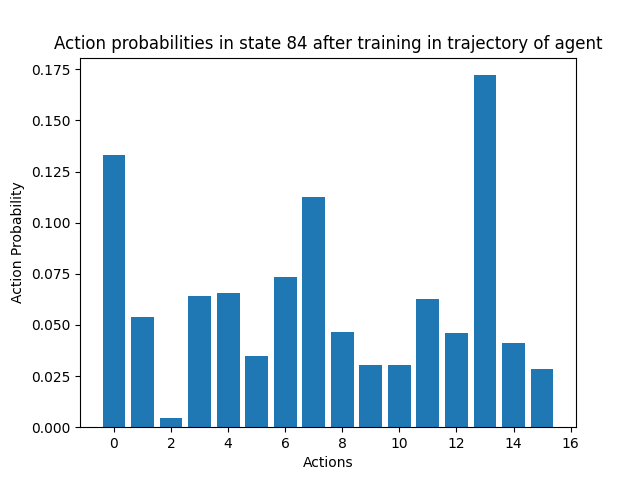 Action probabilities in state 84 after training in trajectory of agent
0.175
0.150
0.125
0.100
0.075
0.050
0.025
0.000
Action Probability
0 2 4 6 8 10 12 14 16
Actions